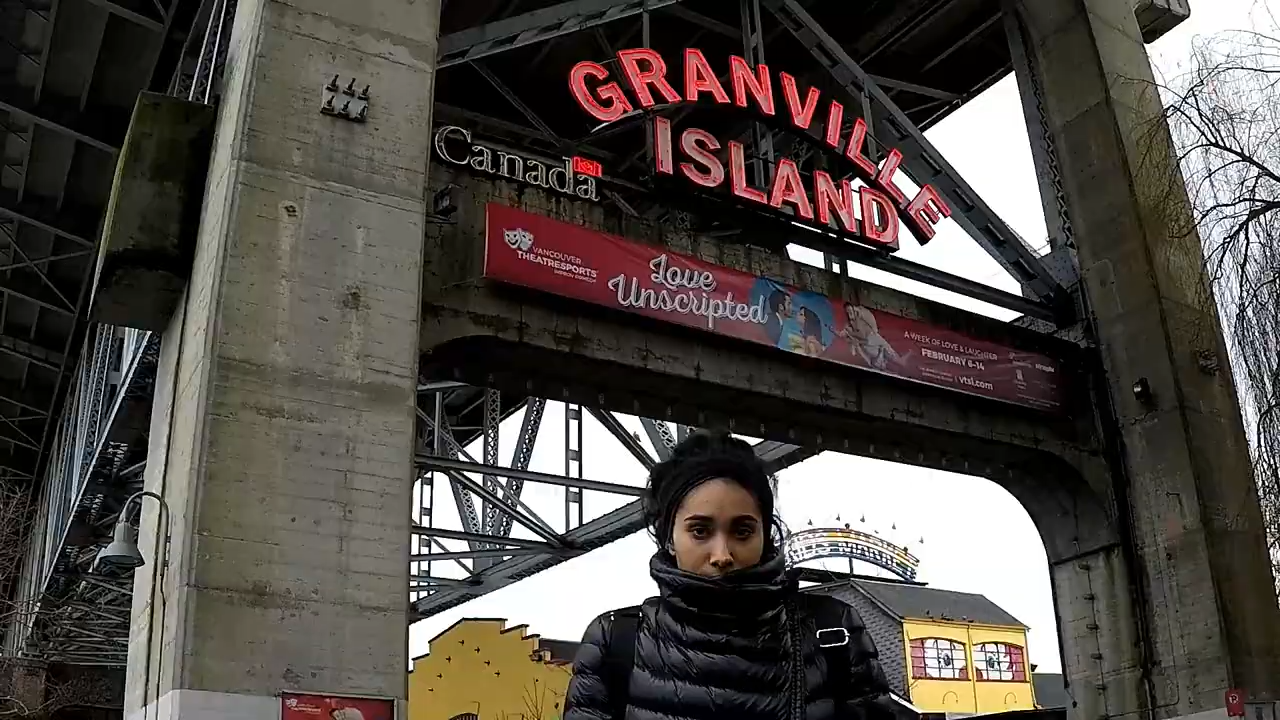 GRANVILLE
ISLAND
Canada
VANCOUVER
THEATRESPORTS
Love
Unscripted
A WEEK OF LOVE & LAUGHTER
FEBRUARY 6-14
vtsl.com
P